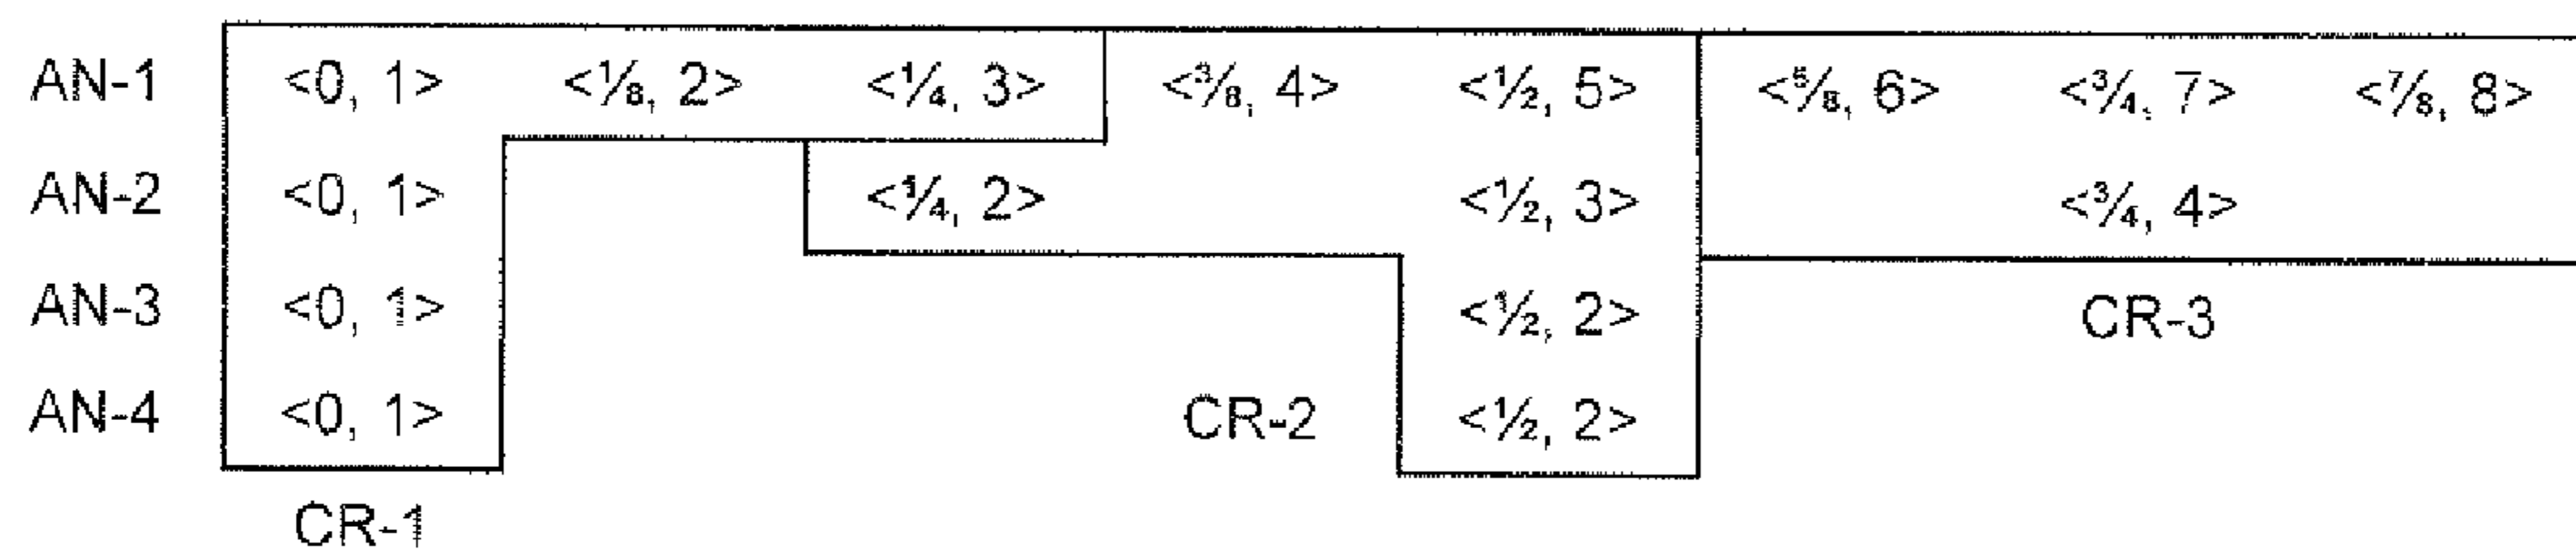 AN-1 <0, 1> <⅛, 2> <¼, 3> <⅜, 4> <½, 5> <⅝, 6> <¾, 7> <⅞, 8>
AN-2 <0, 1> <¼, 2> <½, 3> <¾, 4>
AN-3 <0, 1> <½, 2> CR-3
AN-4 <0, 1> CR-2 <½, 2>
CR-1